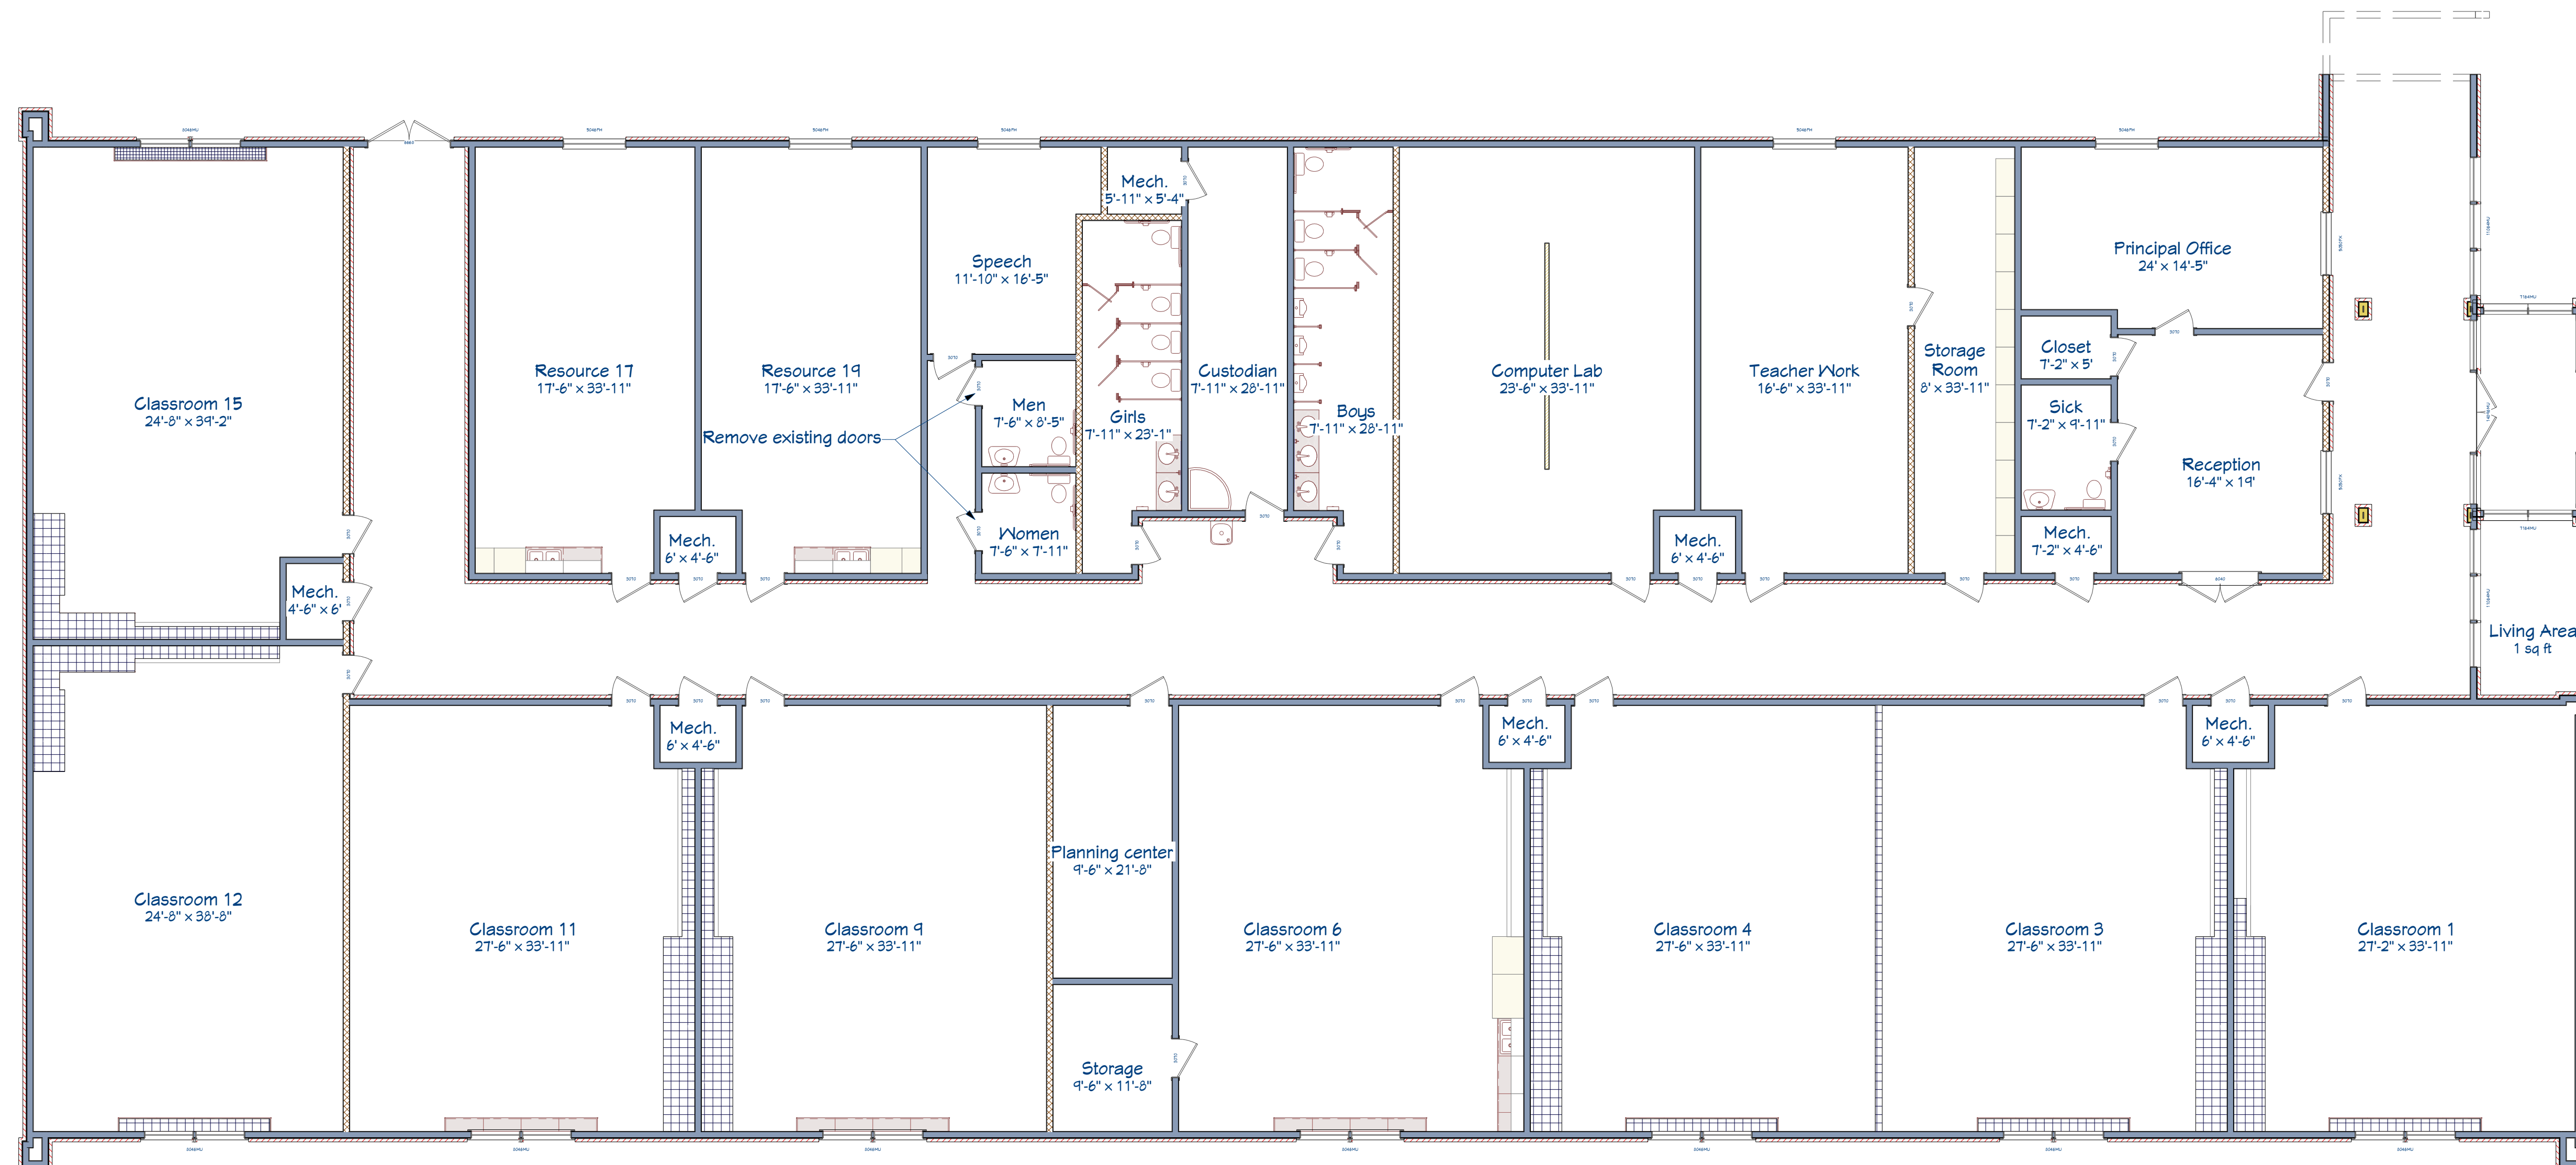 Mech.
5'-11" x 5'-4"
Principal Office
24' x 14'-5"
Speech
11'-10" x 16'-5"
Closet
7'-2" x 5'
Storage
Room
8' x 33'-11"
Resource 17
17'-6" x 33'-11"
Resource 19
17'-6" x 33'-11"
Custodian
7'-11" x 28'-11"
Computer Lab
23'-6" x 33'-11"
Teacher Work
16'-6" x 33'-11"
Classroom 15
24'-8" x 39'-2"
Men
7'-6" x 8'-5"
Girls
7'-11" x 23'-1"
Boys
7'-11" x 28'-11"
Sick
7'-2" x 9'-11"
Remove existing doors
Reception
16'-4" x 19'
Mech.
6' x 4'-6"
Women
7'-6" x 7'-11"
Mech.
6' x 4'-6"
Mech.
7'-2" x 4'-6"
Mech.
4'-6" x 6'
Living Area
1 sq ft
Mech.
6' x 4'-6"
Mech.
6' x 4'-6"
Mech.
6' x 4'-6"
Planning center
9'-6" x 21'-8"
Classroom 12
24'-8" x 38'-8"
Classroom 11
27'-6" x 33'-11"
Classroom 9
27'-6" x 33'-11"
Classroom 6
27'-6" x 33'-11"
Classroom 4
27'-6" x 33'-11"
Classroom 3
27'-6" x 33'-11"
Classroom 1
27'-2" x 33'-11"
Storage
9'-6" x 11'-8"